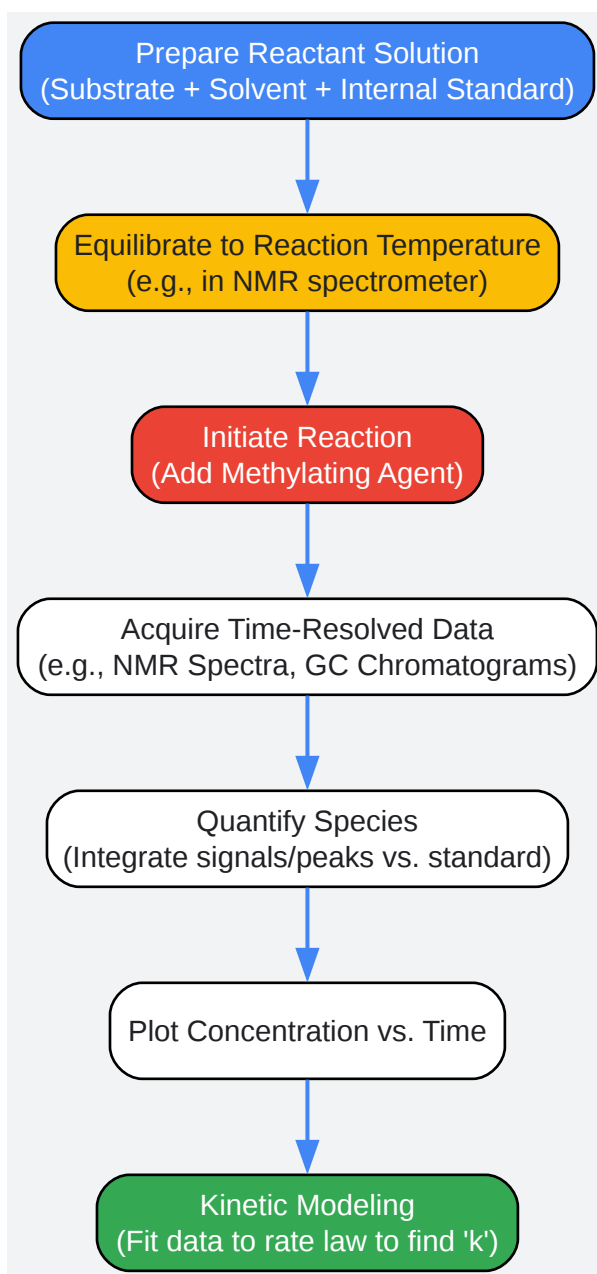 Prepare Reactant Solution
(Substrate + Solvent + Internal Standard)
Equilibrate to Reaction Temperature
(e.g., in NMR spectrometer)
Initiate Reaction
(Add Methylating Agent)
Acquire Time-Resolved Data
(e.g., NMR Spectra, GC Chromatograms)
Quantify Species
(Integrate signals/peaks vs. standard)
Plot Concentration vs. Time
Kinetic Modeling
(Fit data to rate law to find 'k')